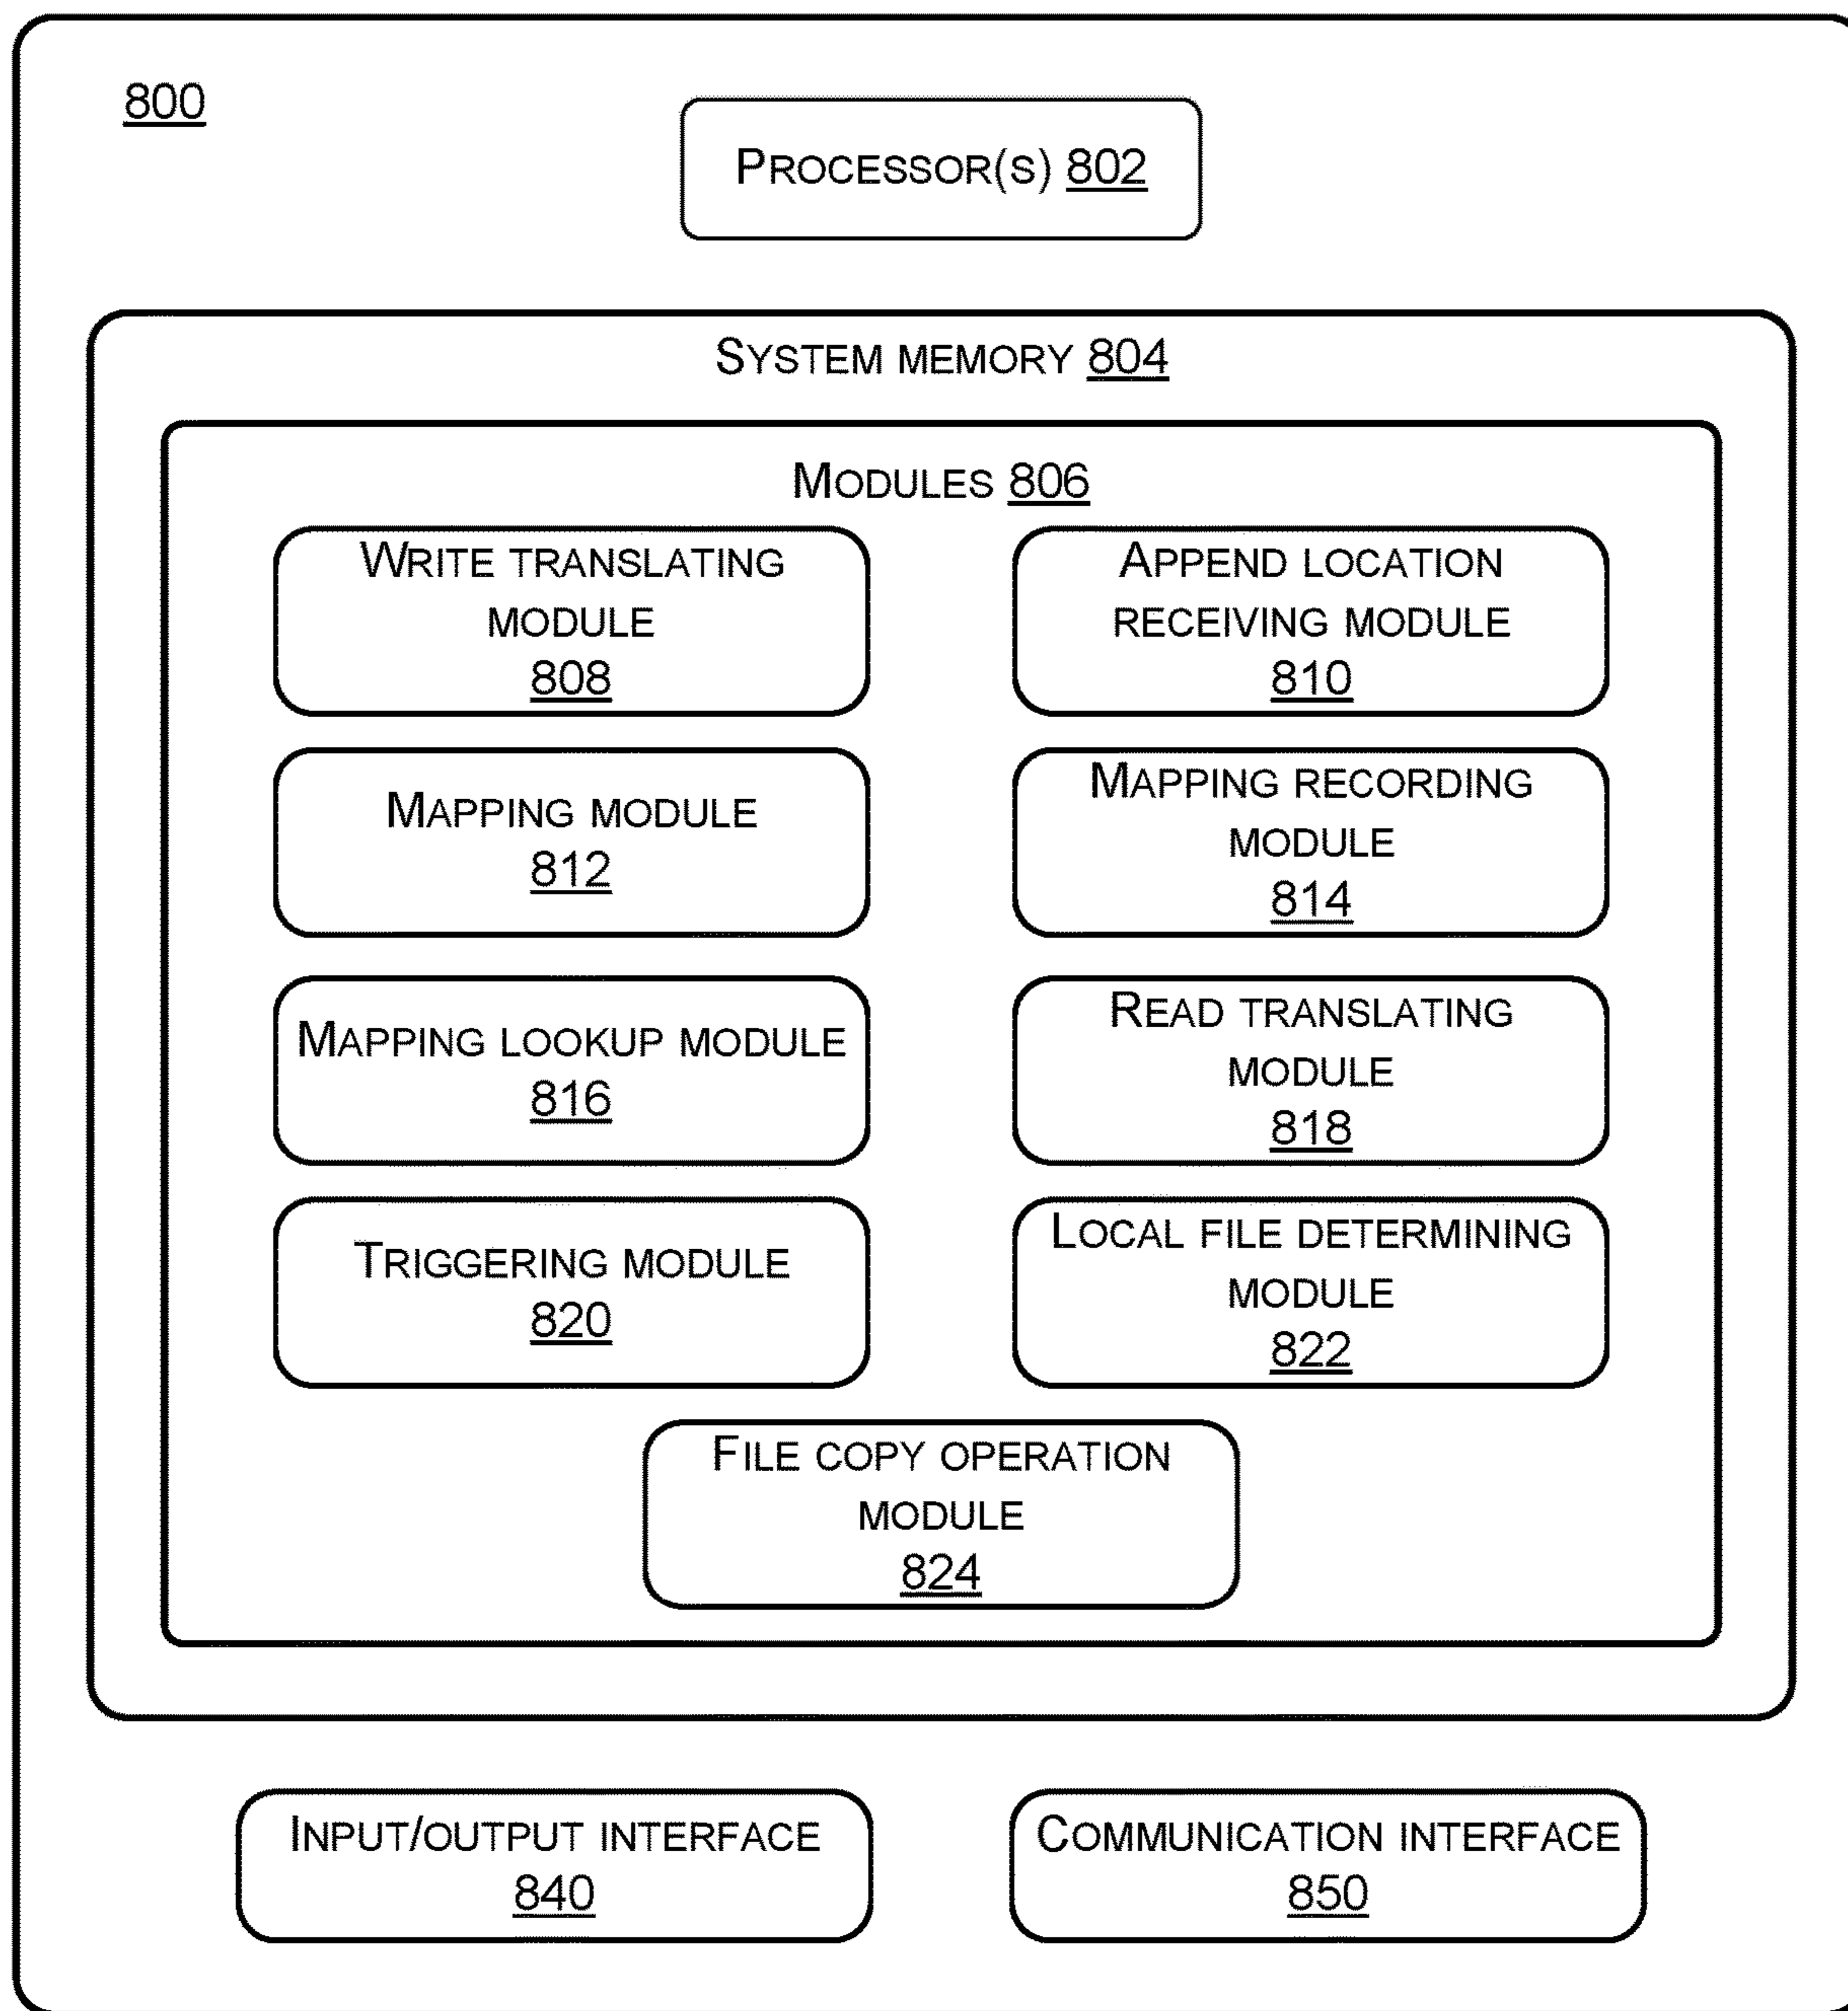 800
PROCESSOR(S) 802
SYSTEM MEMORY 804
MODULES 806
WRITE TRANSLATING
MODULE
808
APPEND LOCATION
RECEIVING MODULE
810
MAPPING MODULE
812
MAPPING RECORDING
MODULE
814
MAPPING LOOKUP MODULE
816
READ TRANSLATING
MODULE
818
TRIGGERING MODULE
820
LOCAL FILE DETERMINING
MODULE
822
FILE COPY OPERATION
MODULE
824
INPUT/OUTPUT INTERFACE
840
COMMUNICATION INTERFACE
850